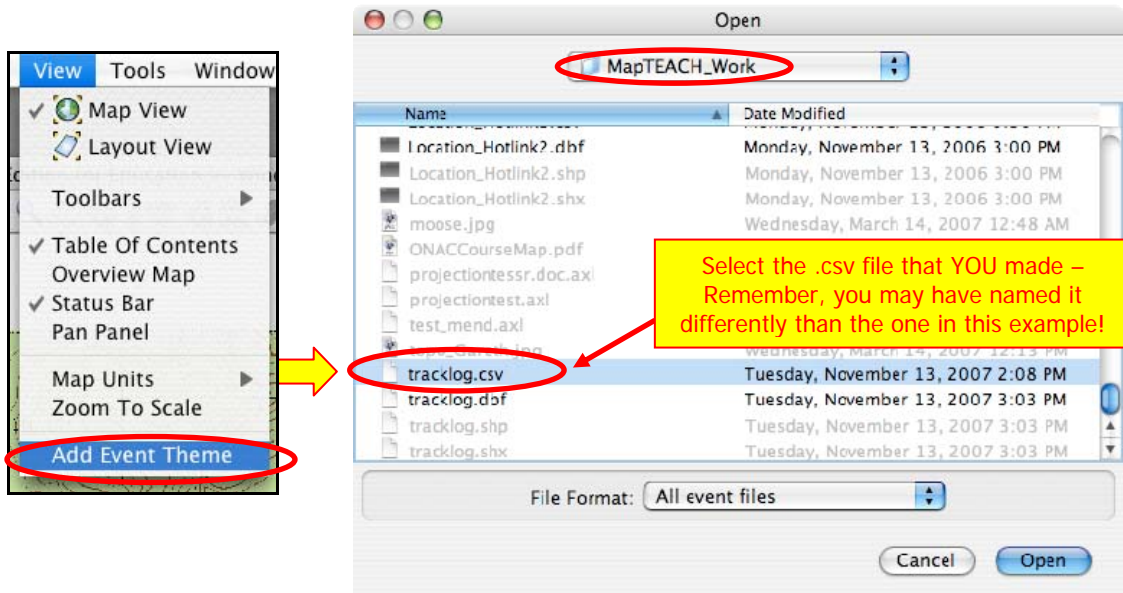 View Tools Window
Map View
Layout View
Toolbars
Table Of Contents
Overview Map
Status Bar
Pan Panel
Map Units
Zoom To Scale
Add Event Theme
Open
MapTEACH_Work
Name Date Modified
Location_Hotlink2.dbf Monday, November 13, 2006 3:00 PM
Location_Hotlink2.shp Monday, November 13, 2006 3:00 PM
Location_Hotlink2.shx Monday, November 13, 2006 3:00 PM
moose.jpg Wednesday, March 14, 2007 12:48 AM
ONACCourseMap.pdf
projectiontessr.doc.axl
projectiontest.axl
test_mend.axl
Wednesday, March 14, 2007 12:13 PM
tracklog.csv Tuesday, November 13, 2007 2:08 PM
tracklog.dbf Tuesday, November 13, 2007 3:03 PM
tracklog.shp Tuesday, November 13, 2007 3:03 PM
tracklog.shx Tuesday, November 13, 2007 3:03 PM
Select the .csv file that YOU made –
Remember, you may have named it
differently than the one in this example!
File Format: All event files
Cancel Open